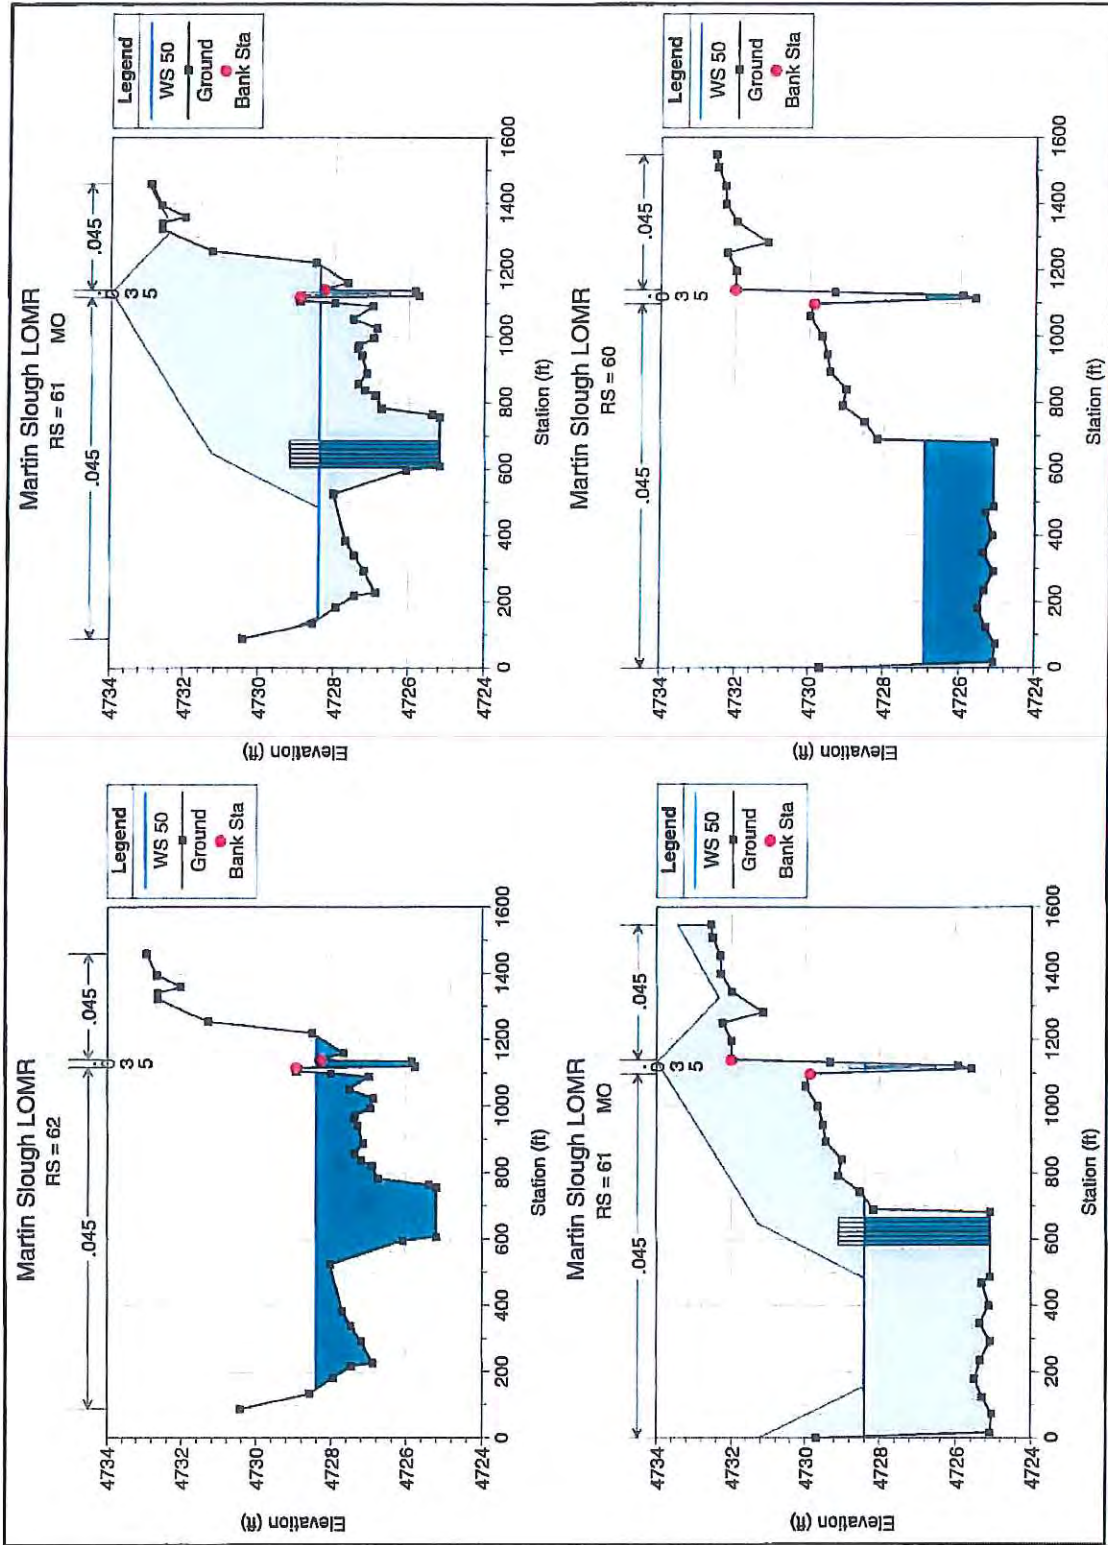 Martin Slough LOMR
RS = 62
.045
.0
3
5
.045
Legend
WS 50
Ground
Bank Sta
4734
4732
4730
4728
4726
4724
Elevation (ft)
0 200 400 600 800 1000 1200 1400 1600
Station (ft)
Martin Slough LOMR
RS = 61 MO
.045
.0
3
5
.045
Legend
WS 50
Ground
Bank Sta
4734
4732
4730
4728
4726
4724
Elevation (ft)
0 200 400 600 800 1000 1200 1400 1600
Station (ft)
Martin Slough LOMR
RS = 61 MO
.045
.0
3
5
.045
Legend
WS 50
Ground
Bank Sta
4734
4732
4730
4728
4726
4724
Elevation (ft)
0 200 400 600 800 1000 1200 1400 1600
Station (ft)
Martin Slough LOMR
RS = 60
.045
.0
3
5
.045
Legend
WS 50
Ground
Bank Sta
4734
4732
4730
4728
4726
4724
Elevation (ft)
0 200 400 600 800 1000 1200 1400 1600
Station (ft)